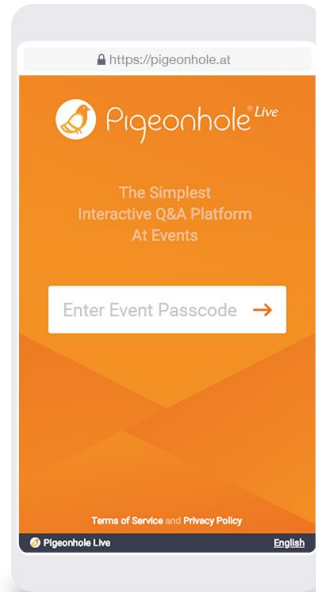 https://pigeonhole.at
Pigeonhole® Live
The Simplest
Interactive Q&A Platform
At Events
Enter Event Passcode →
Terms of Service and Privacy Policy
Pigeonhole Live English